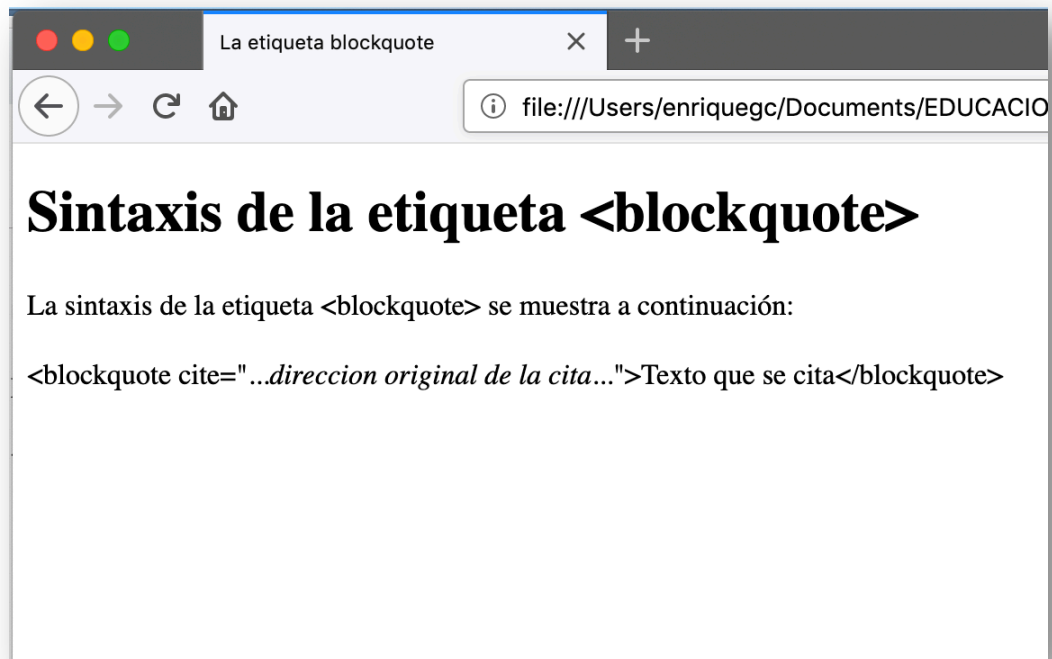 La etiqueta blockquote
file:///Users/enriquegc/Documents/EDUCACIO
Sintaxis de la etiqueta <blockquote>
La sintaxis de la etiqueta <blockquote> se muestra a continuación:
<blockquote cite="...direccion original de la cita...">Texto que se cita</blockquote>